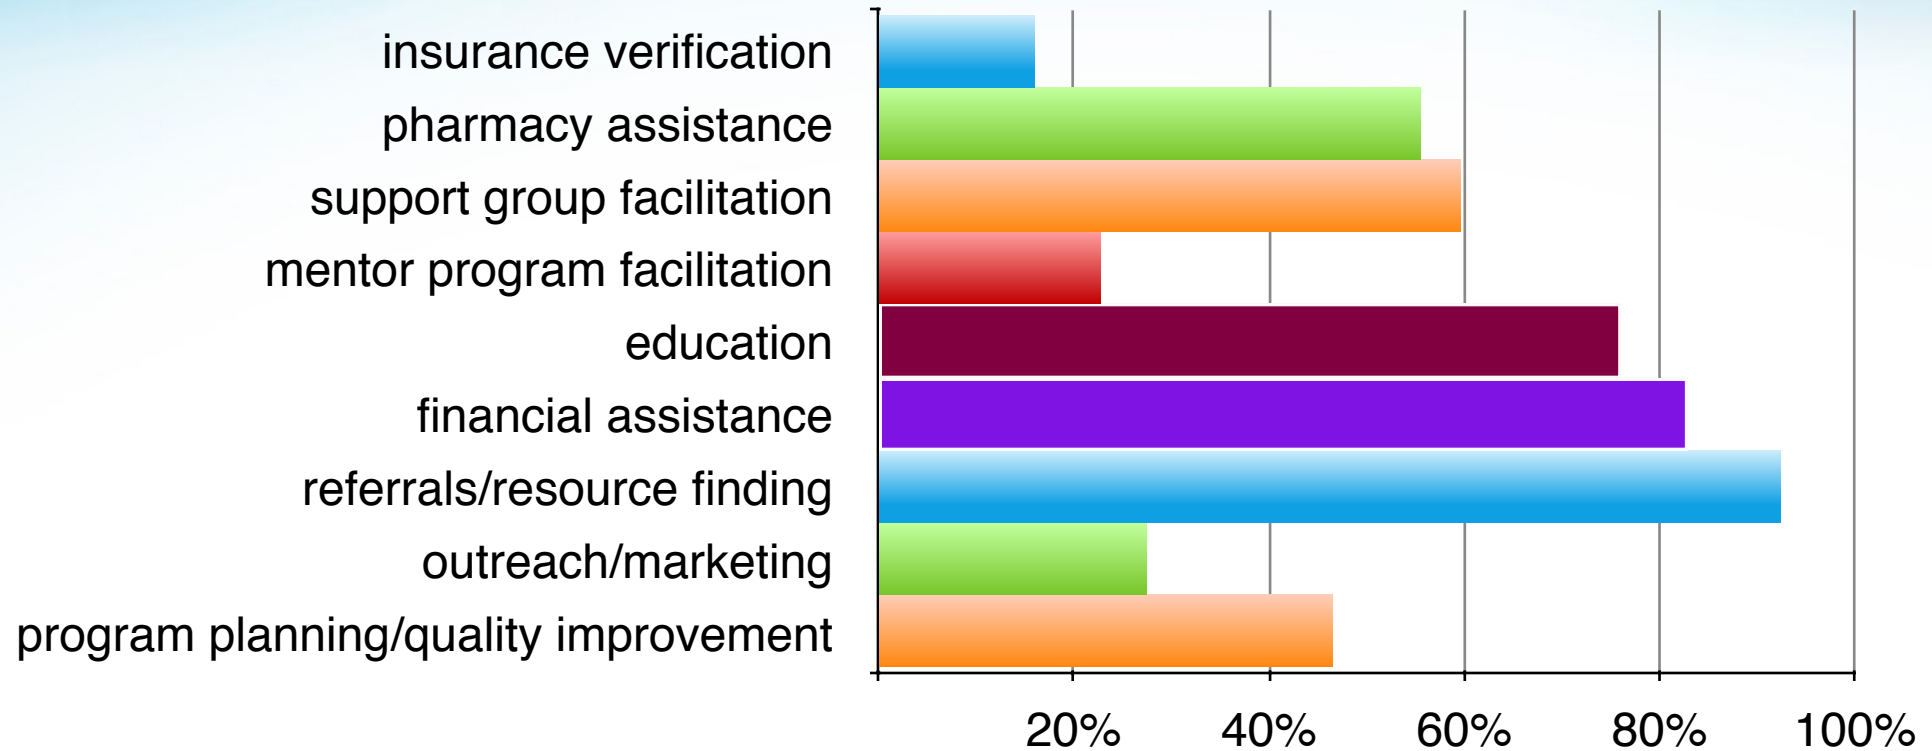 insurance verification
pharmacy assistance
support group facilitation
mentor program facilitation
education
financial assistance
referrals/resource finding
outreach/marketing
program planning/quality improvement
20% 40% 60% 80% 100%